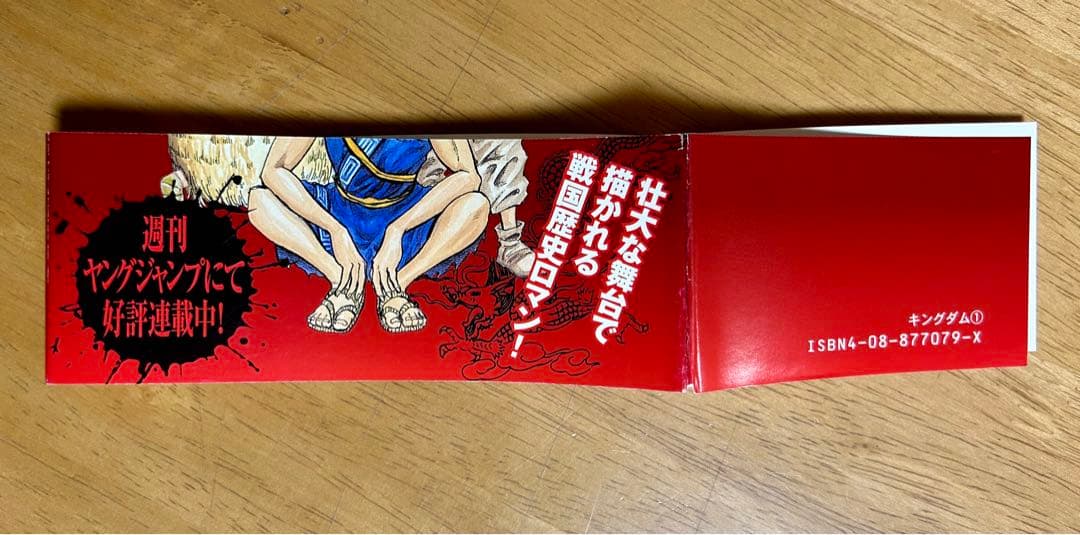 週刊
ヤングジャンプにて
好評連載中!
壮大な舞台で
描かれる
戦国歴史ロマン!
キングダム①
ISBN4-08-877079-X